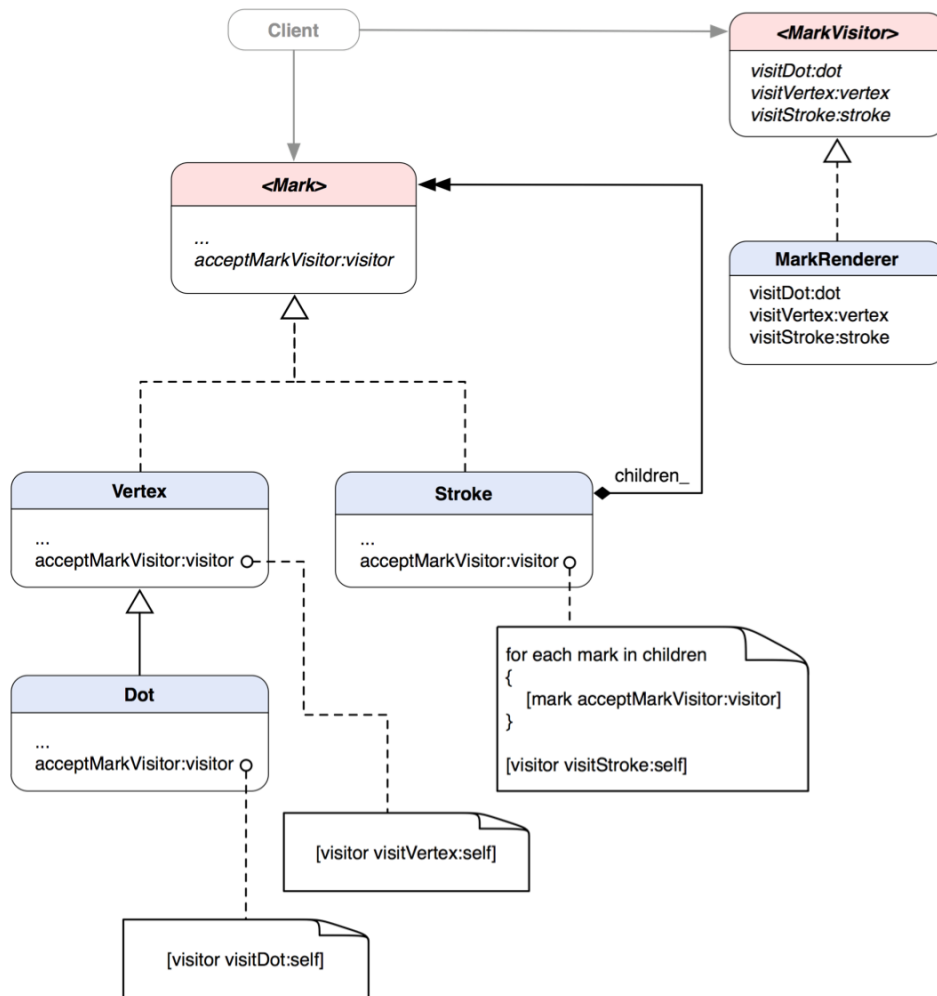 Client
<MarkVisitor>
visitDot:dot
visitVertex:vertex
visitStroke:stroke
<Mark>
...
acceptMarkVisitor:visitor
MarkRenderer
visitDot:dot
visitVertex:vertex
visitStroke:stroke
Vertex
...
acceptMarkVisitor:visitor
Stroke
...
acceptMarkVisitor:visitor
children_
Dot
...
acceptMarkVisitor:visitor
for each mark in children
{
[mark acceptMarkVisitor:visitor]
}
[visitor visitStroke:self]
[visitor visitVertex:self]
[visitor visitDot:self]